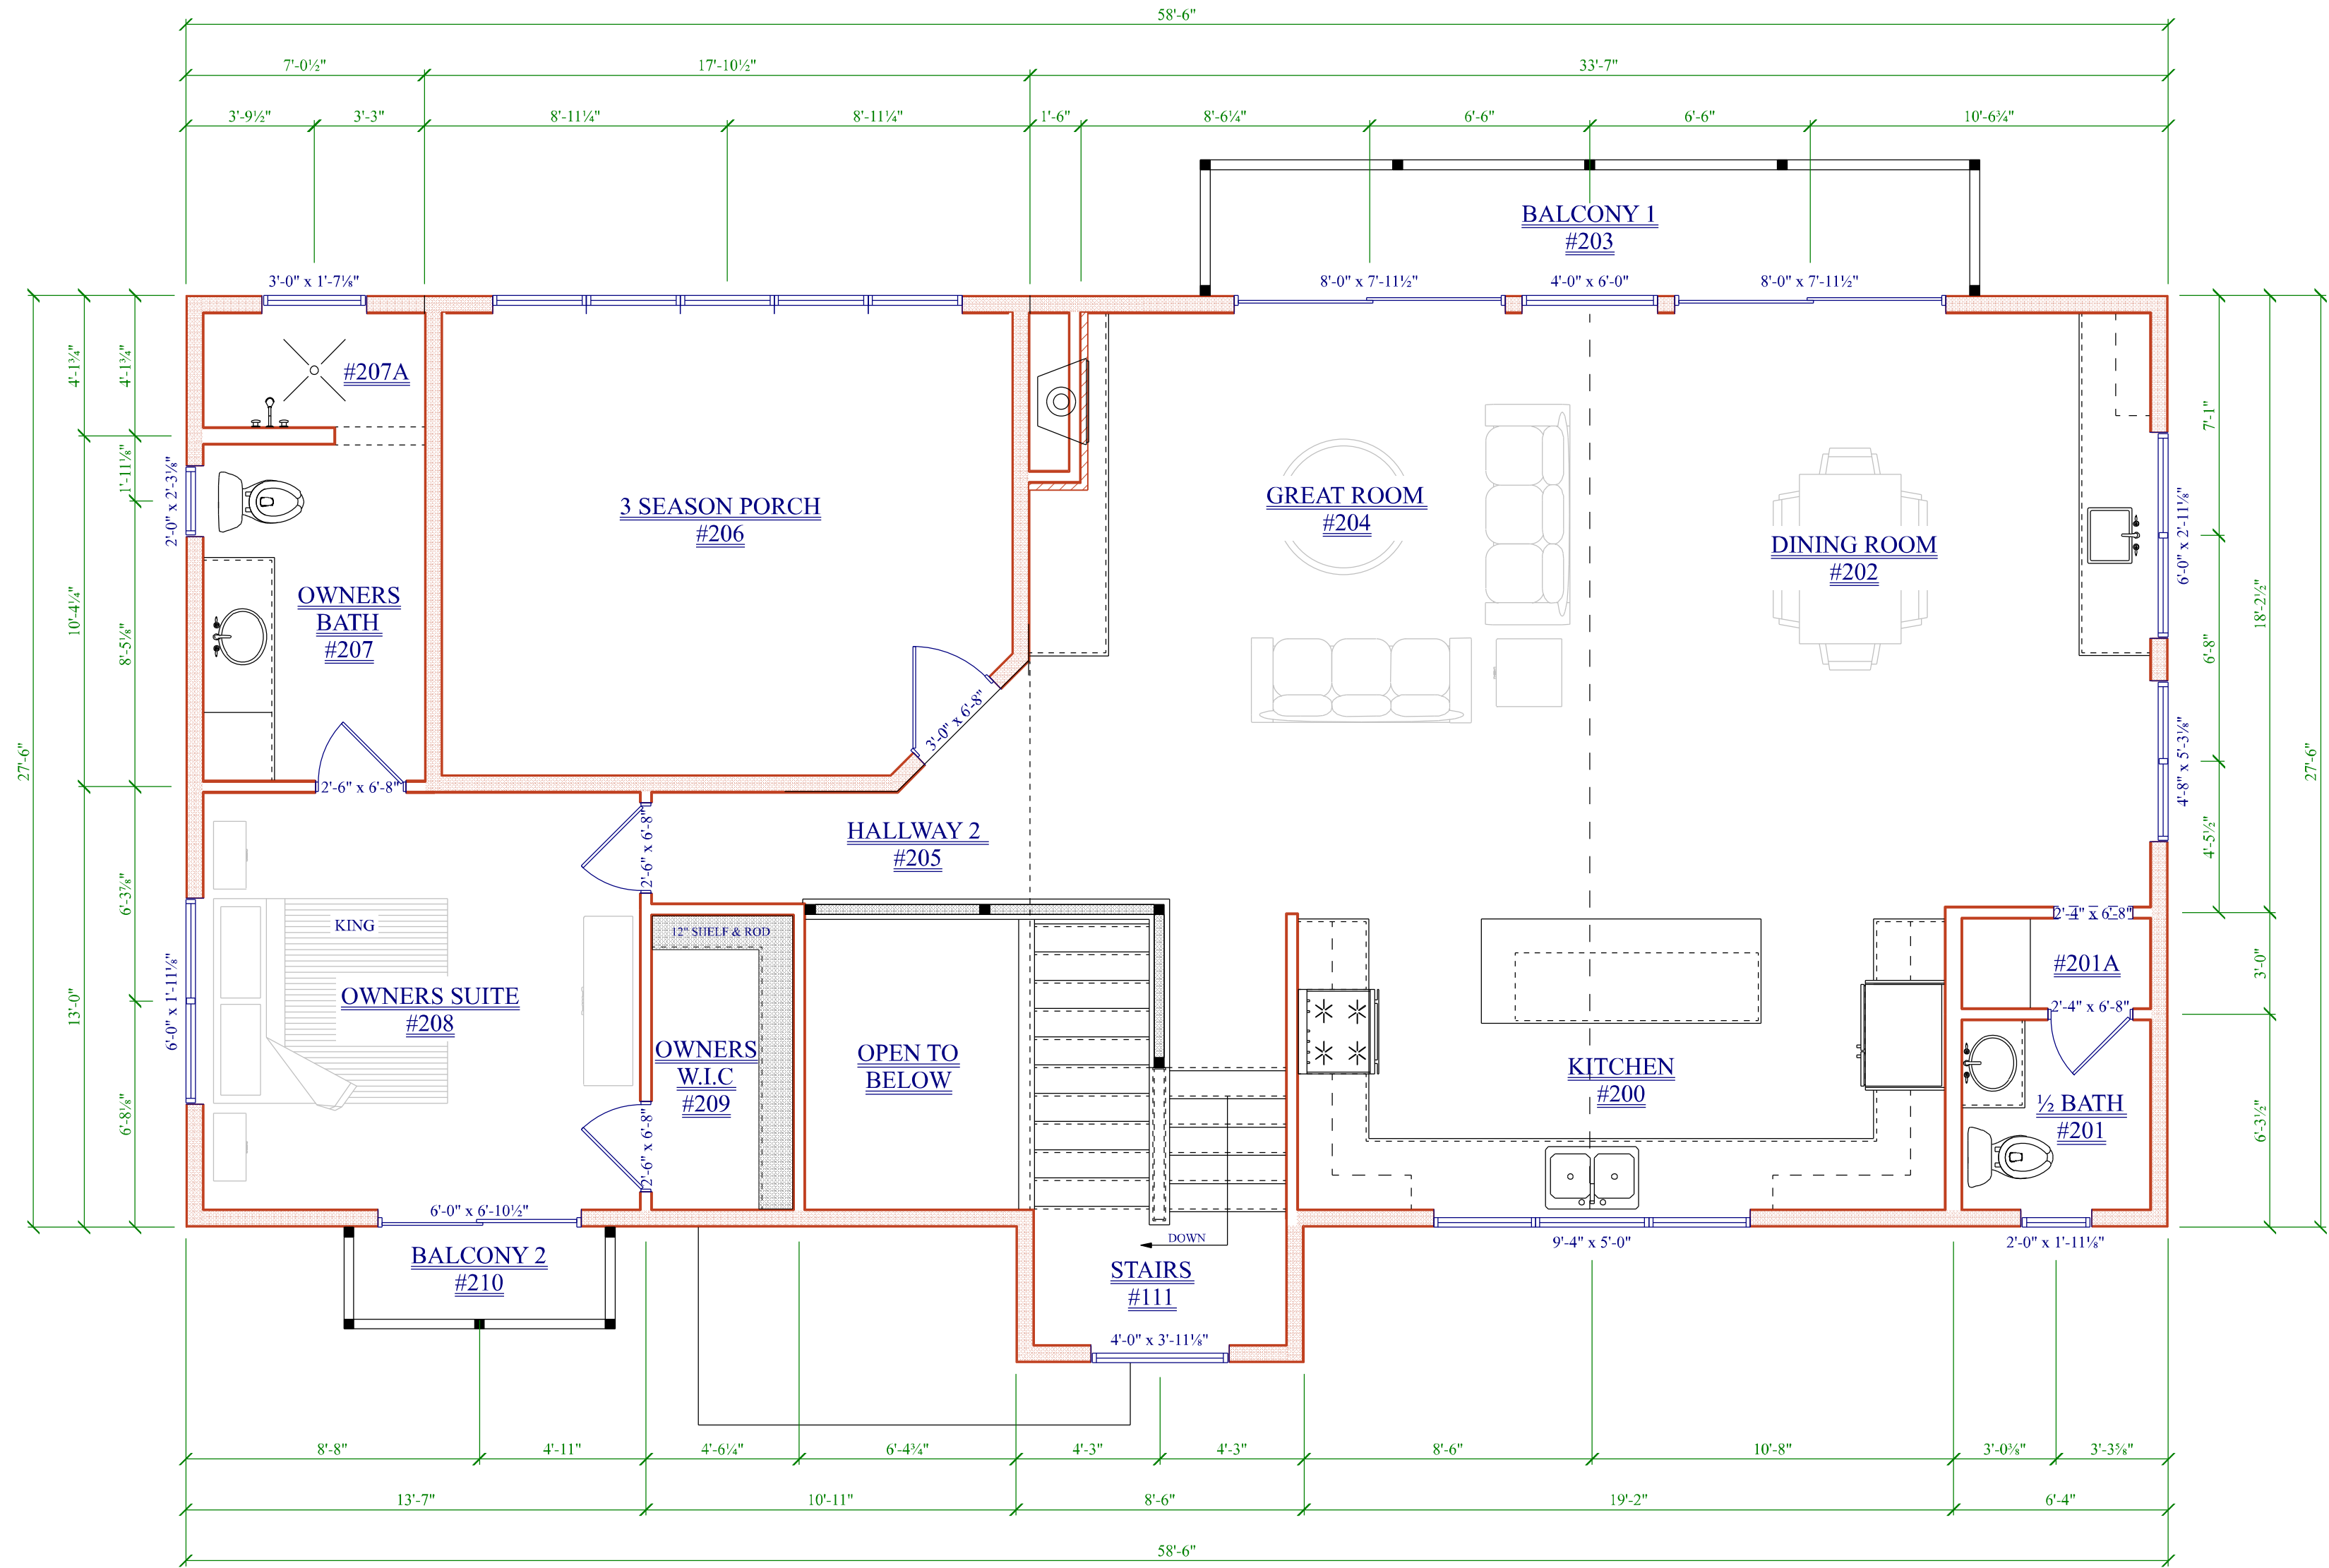 58'-6"
7'-0½" 17'-10½" 33'-7"
3'-9½" 3'-3" 8'-11¼" 8'-11¼" 1'-6" 8'-6¼" 6'-6" 6'-6" 10'-6¾"
BALCONY 1
#203
3'-0" x 1'-7⅛" 8'-0" x 7'-11½" 4'-0" x 6'-0" 8'-0" x 7'-11½"
4'-1¾" 4'-1¾"
#207A
7'-1"
1'-11⅛"
2'-0" x 2'-3⅛"
3 SEASON PORCH
#206
GREAT ROOM
#204
DINING ROOM
#202
6'-0" x 2'-11⅛"
10'-4¼"
8'-5⅛"
OWNERS
BATH
#207
18'-2½"
6'-8"
3'-0" x 6'-8"
27'-6"
27'-6"
4'-8" x 5'-3⅛"
2'-6" x 6'-8"
HALLWAY 2
#205
2'-6" x 6'-8"
4'-5½"
6'-3⅞"
KING
12" SHELF & ROD
2'-4" x 6'-8"
#201A
3'-0"
6'-0" x 1'-11⅛"
OWNERS SUITE
#208
13'-0"
2'-4" x 6'-8"
OWNERS
W.I.C
#209
OPEN TO
BELOW
KITCHEN
#200
½ BATH
#201
6'-8⅛"
2'-6" x 6'-8"
6'-3½"
6'-0" x 6'-10½"
BALCONY 2
#210
DOWN
9'-4" x 5'-0"
2'-0" x 1'-11⅛"
STAIRS
#111
4'-0" x 3'-11⅛"
8'-8" 4'-11" 4'-6¼" 6'-4¾" 4'-3" 4'-3" 8'-6" 10'-8" 3'-0⅜" 3'-3⅝"
13'-7" 10'-11" 8'-6" 19'-2" 6'-4"
58'-6"